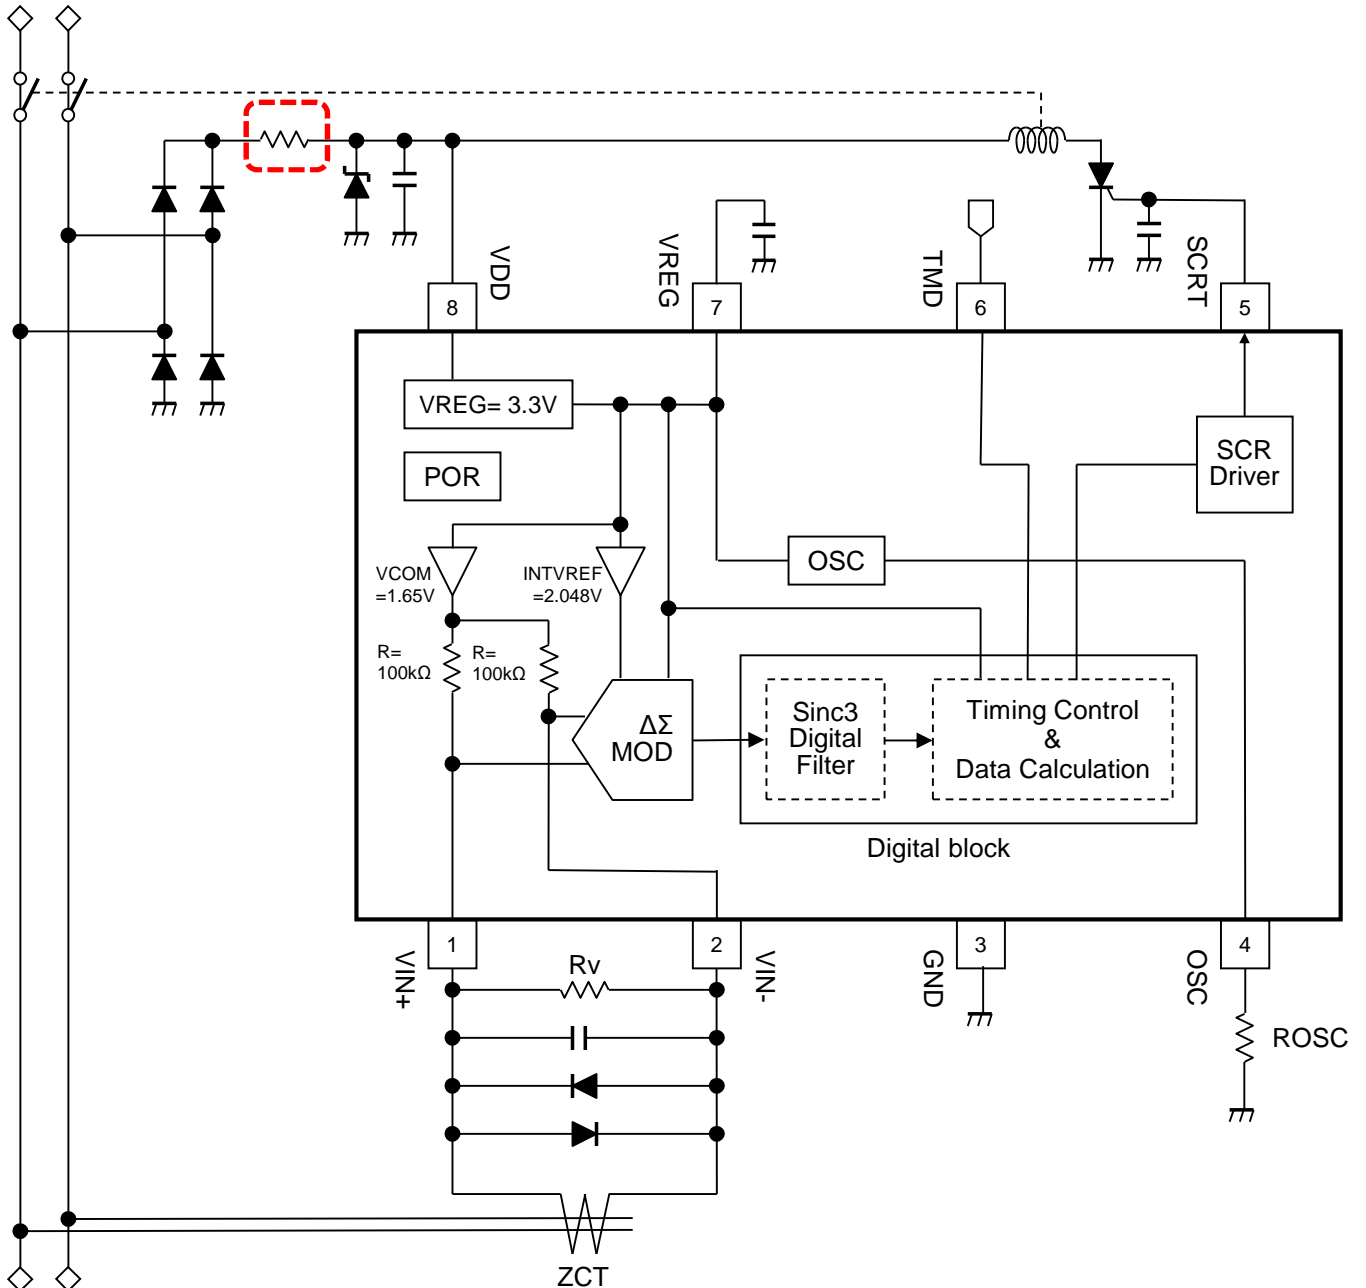 VDD
VREG
TMD
SCRT
8
7
6
5
VREG= 3.3V
POR
SCR
Driver
OSC
VCOM
=1.65V
INTVREF
=2.048V
R=
100kΩ
R=
100kΩ
ΔΣ
MOD
Sinc3
Digital
Filter
Timing Control
&
Data Calculation
Digital block
1
2
3
4
VIN+
VIN-
GND
OSC
Rv
ROSC
ZCT